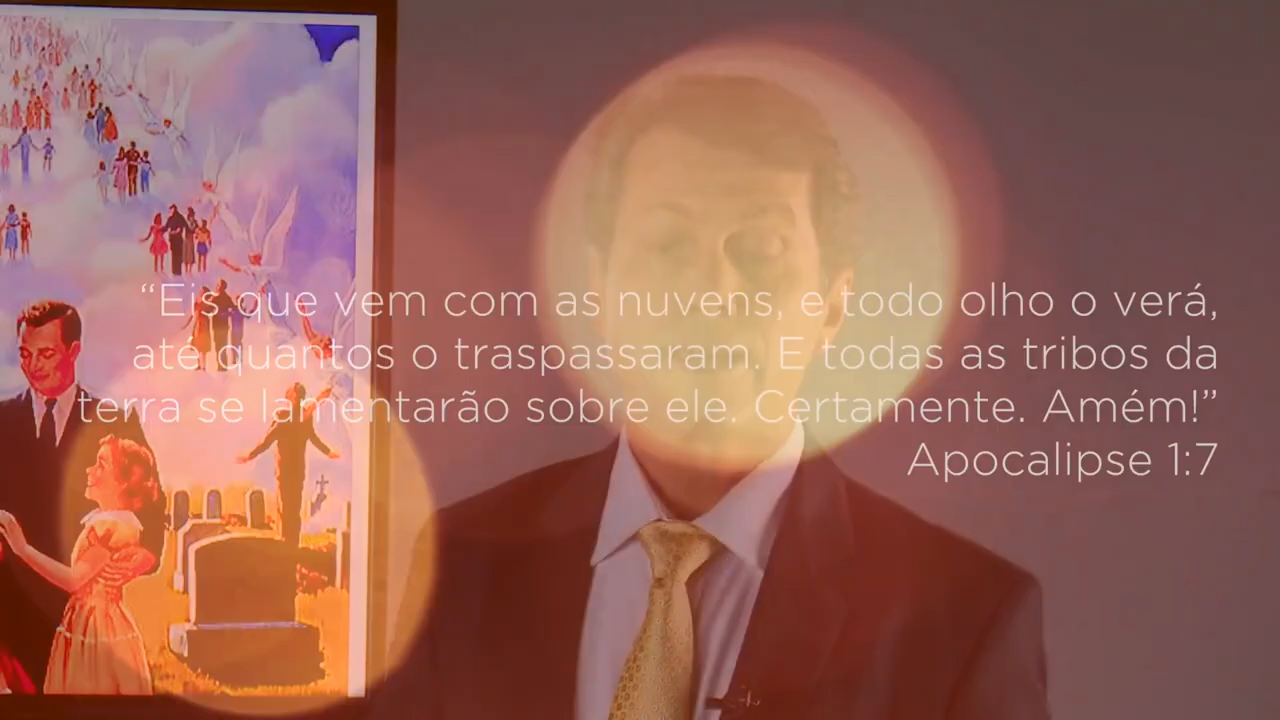 “Eis que vem com as nuvens, e todo olho o verá,
até quantos o traspassaram. E todas as tribos da
terra se lamentarão sobre ele. Certamente. Amém!”
Apocalipse 1:7